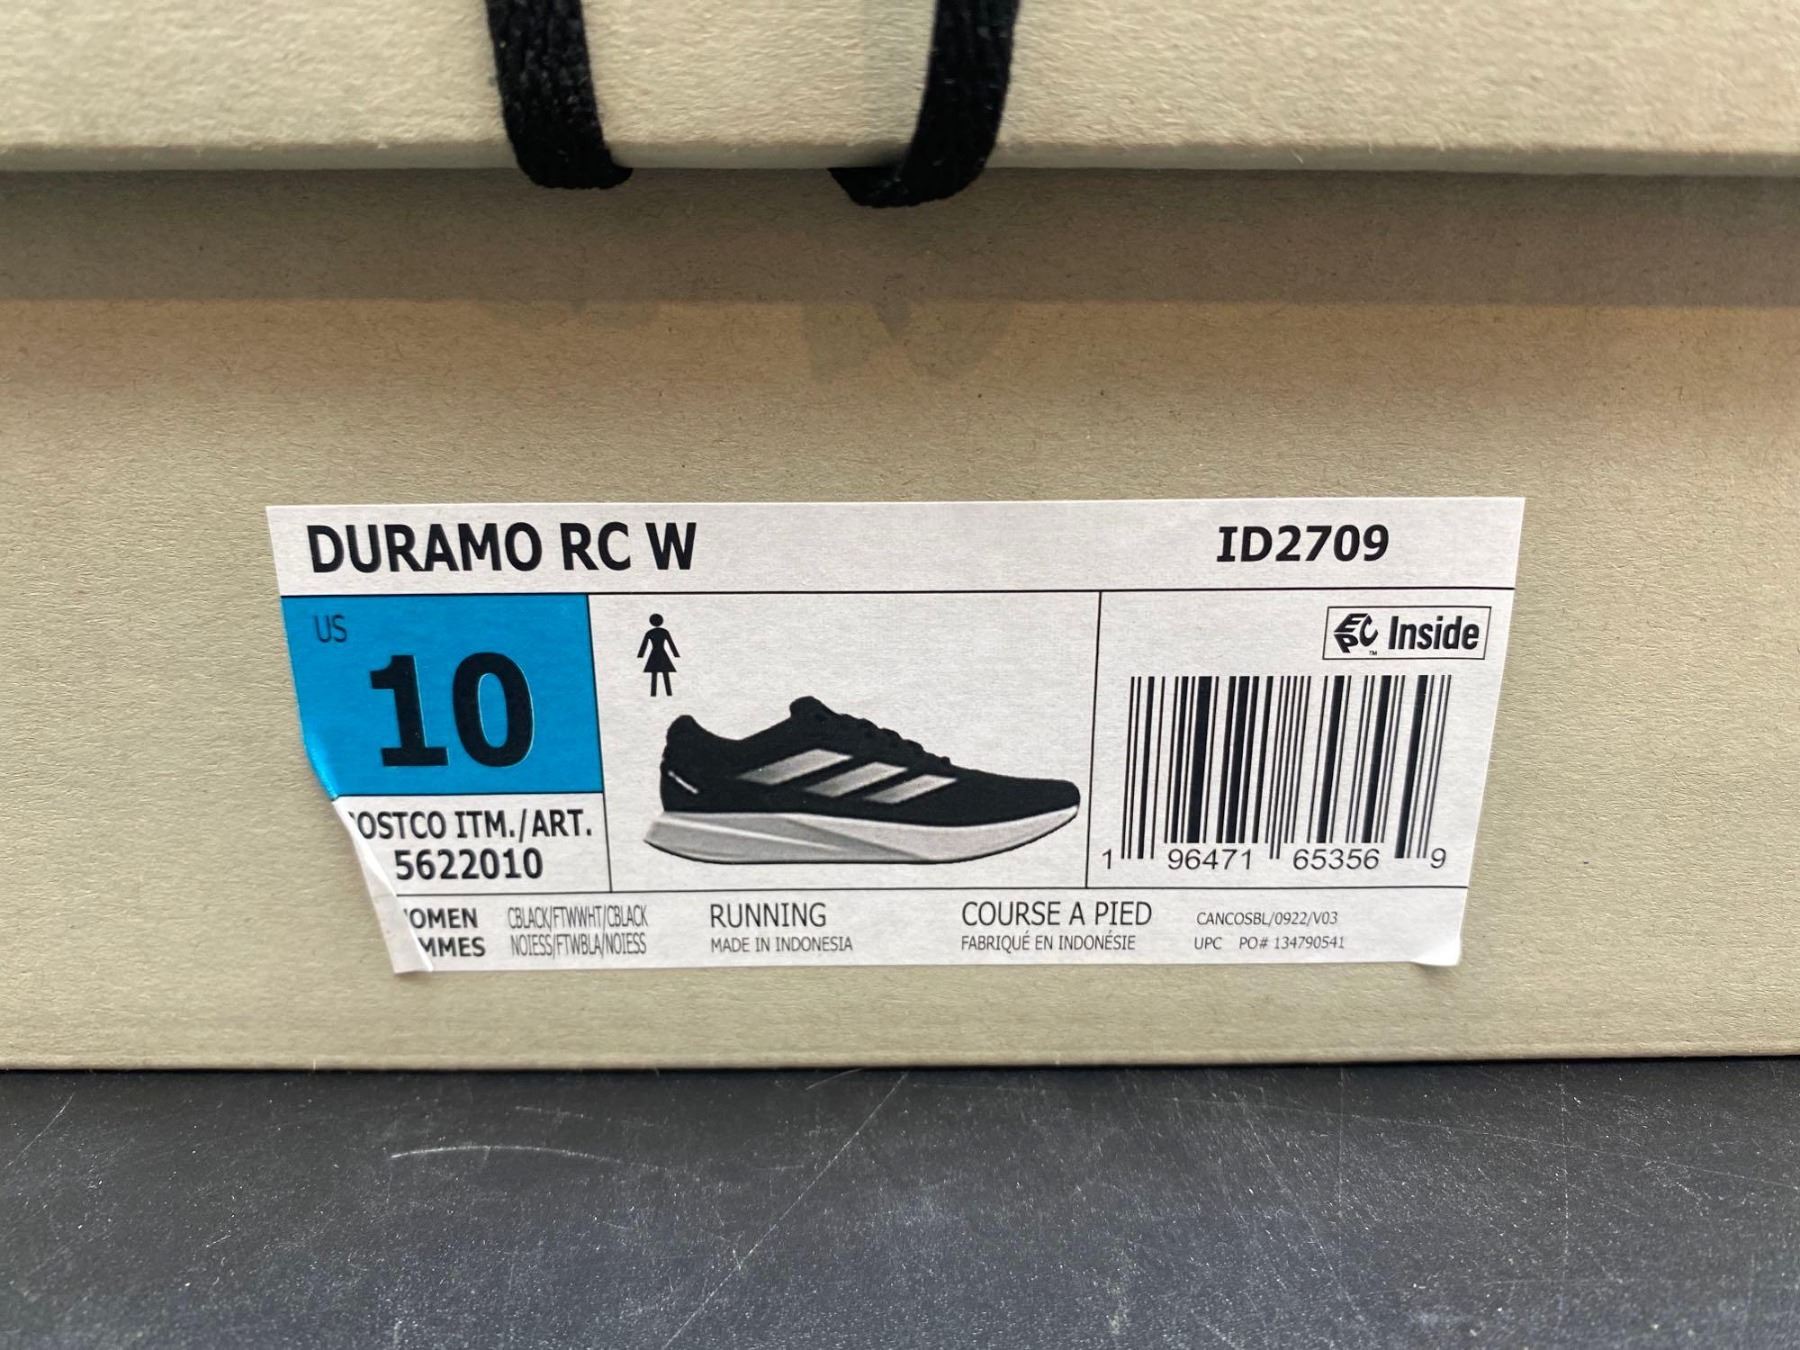 DURAMO RC W ID2709
US
10
EPC™ Inside
OSTCO ITM./ART.
5622010
1 96471 65356 9
OMEN CBLACK/FTWWHT/CBLACK RUNNING COURSE A PIED CANCOSBL/0922/V03
MMES NOIESS/FTWBLA/NOIESS MADE IN INDONESIA FABRIQUÉ EN INDONÉSIE UPC PO# 134790541